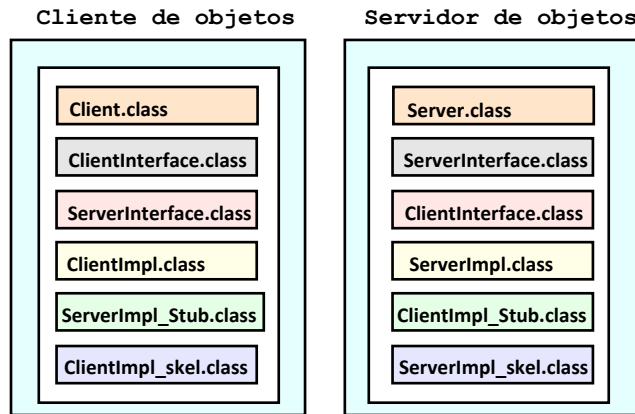 Cliente de objetos
Client.class
ClientInterface.class
ServerInterface.class
ClientImpl.class
ServerImpl_Stub.class
ClientImpl_skel.class
Servidor de objetos
Server.class
ServerInterface.class
ClientInterface.class
ServerImpl.class
ClientImpl_Stub.class
ServerImpl_skel.class